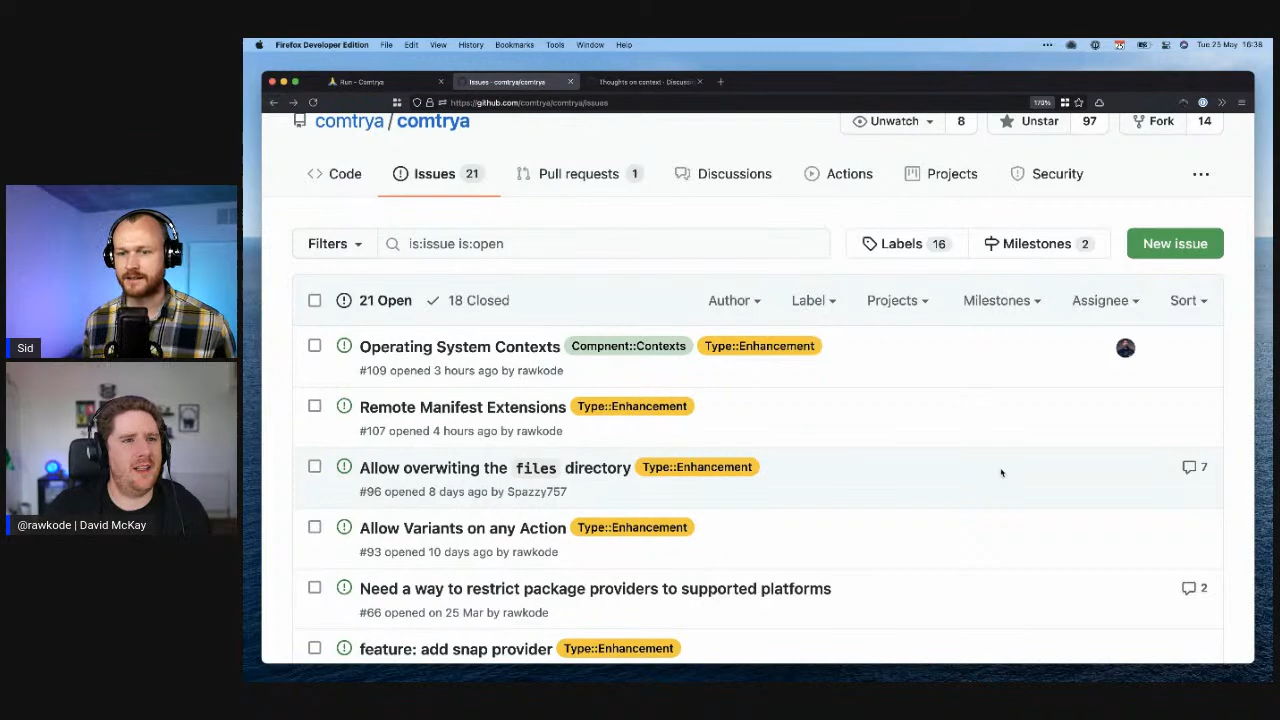 Firefox Developer Edition File Edit View History Bookmarks Tools Window Help Tue 25 May 16:38
Run - Comtrya
Issues · comtrya/comtrya
Thoughts on context · Discussi
https://github.com/comtrya/comtrya/issues 170%
comtrya / comtrya
Unwatch 8 Unstar 97 Fork 14
Code Issues 21 Pull requests 1 Discussions Actions Projects Security
Filters is:issue is:open Labels 16 Milestones 2 New issue
21 Open 18 Closed Author Label Projects Milestones Assignee Sort
Operating System Contexts Compnent::Contexts Type::Enhancement
#109 opened 3 hours ago by rawkode
Remote Manifest Extensions Type::Enhancement
#107 opened 4 hours ago by rawkode
Allow overwiting the files directory Type::Enhancement 7
#96 opened 8 days ago by Spazzy757
Allow Variants on any Action Type::Enhancement
#93 opened 10 days ago by rawkode
Need a way to restrict package providers to supported platforms 2
#66 opened on 25 Mar by rawkode
feature: add snap provider Type::Enhancement
Sid
@rawkode | David McKay